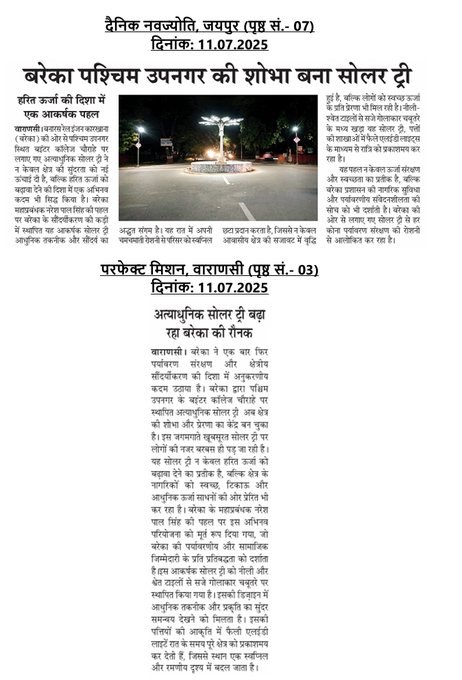 दैनिक नवज्योति, जयपुर (पृष्ठ सं.- 07)
दिनांक: 11.07.2025
बरेका पश्चिम उपनगर की शोभा बना सोलर ट्री
हरित ऊर्जा की दिशा में
एक आकर्षक पहल
वाराणसी। बनारस रेल इंजन कारखाना
(बरेका) की ओर से पश्चिम उपनगर
स्थित बइंटर कॉलेज चौराहे पर
लगाए गए अत्याधुनिक सोलर ट्री ने
न केवल क्षेत्र की सुंदरता को नई
ऊंचाई दी है, बल्कि हरित ऊर्जा को
बढ़ावा देने की दिशा में एक अभिनव
कदम भी सिद्ध किया है। बरेका
महाप्रबंधक नरेश पाल सिंह की पहल
पर बरेका के सौंदर्यीकरण की कड़ी
में स्थापित यह आकर्षक सोलर ट्री
आधुनिक तकनीक और सौंदर्य का
अद्भुत संगम है। यह रात में अपनी
चमचमाती रोशनी से परिसर को स्वप्निल
छटा प्रदान करता है, जिससे न केवल
आवासीय क्षेत्र की सजावट में वृद्धि
हुई है, बल्कि लोगों को स्वच्छ ऊर्जा
के प्रति प्रेरणा भी मिल रही है। नीली-
श्वेत टाइलों से सजे गोलाकार चबूतरे
के मध्य खड़ा यह सोलर ट्री, पत्तों
की शाखाओं में फैले एलईडी लाइट्स
के माध्यम से रात्रि को प्रकाशमय कर
रहा है।
यह पहल न केवल ऊर्जा संरक्षण
और स्वच्छता का प्रतीक है, बल्कि
बरेका प्रशासन की नागरिक सुविधा
और पर्यावरणीय संवेदनशीलता की
सोच को भी दर्शाती है। बरेका की
ओर से लगाए गए सोलर ट्री से हर
कोना पर्यावरण संरक्षण की रोशनी
से आलोकित कर रहा है।
परफेक्ट मिशन, वाराणसी (पृष्ठ सं.- 03)
दिनांक: 11.07.2025
अत्याधुनिक सोलर ट्री बढ़ा
रहा बरेका की रौनक
वाराणसी। बरेका ने एक बार फिर
पर्यावरण संरक्षण और क्षेत्रीय
सौंदर्यीकरण की दिशा में अनुकरणीय
कदम उठाया है। बरेका द्वारा पश्चिम
उपनगर के बइंटर कॉलेज चौराहे पर
स्थापित अत्याधुनिक सोलर ट्री अब क्षेत्र
की शोभा और प्रेरणा का केंद्र बन चुका
है। इस जगमगाते खूबसूरत सोलर ट्री पर
लोगों की नजर बरबस ही पड़ जा रही है।
यह सोलर ट्री न केवल हरित ऊर्जा को
बढ़ावा देने का प्रतोक है, बल्कि क्षेत्र के
नागरिकों को स्वच्छ, टिकाऊ और
आधुनिक ऊर्जा साधनों की ओर प्रेरित भी
कर रहा है। बरेका के महाप्रबंधक नरेश
पाल सिंह की पहल पर इस अभिनव
परियोजना को मूर्त रूप दिया गया, जो
बरेका की पर्यावरणीय और सामाजिक
जिम्मेदारी के प्रति प्रतिबद्धता को दर्शाता
है।इस आकर्षक सोलर ट्री को नीली और
श्वेत टाइलों से सजे गोलाकार चबूतरे पर
स्थापित किया गया है। इसकी डिज़ाइन में
आधुनिक तकनीक और प्रकृति का सुंदर
समन्वय देखने को मिलता है। इसकी
पत्तियों की आकृति में फैली एलईडी
लाइटें रात के समय पूरे क्षेत्र को प्रकाशमय
कर देती हैं, जिससे स्थान एक स्वप्निल
और रमणीय दृश्य में बदल जाता है।